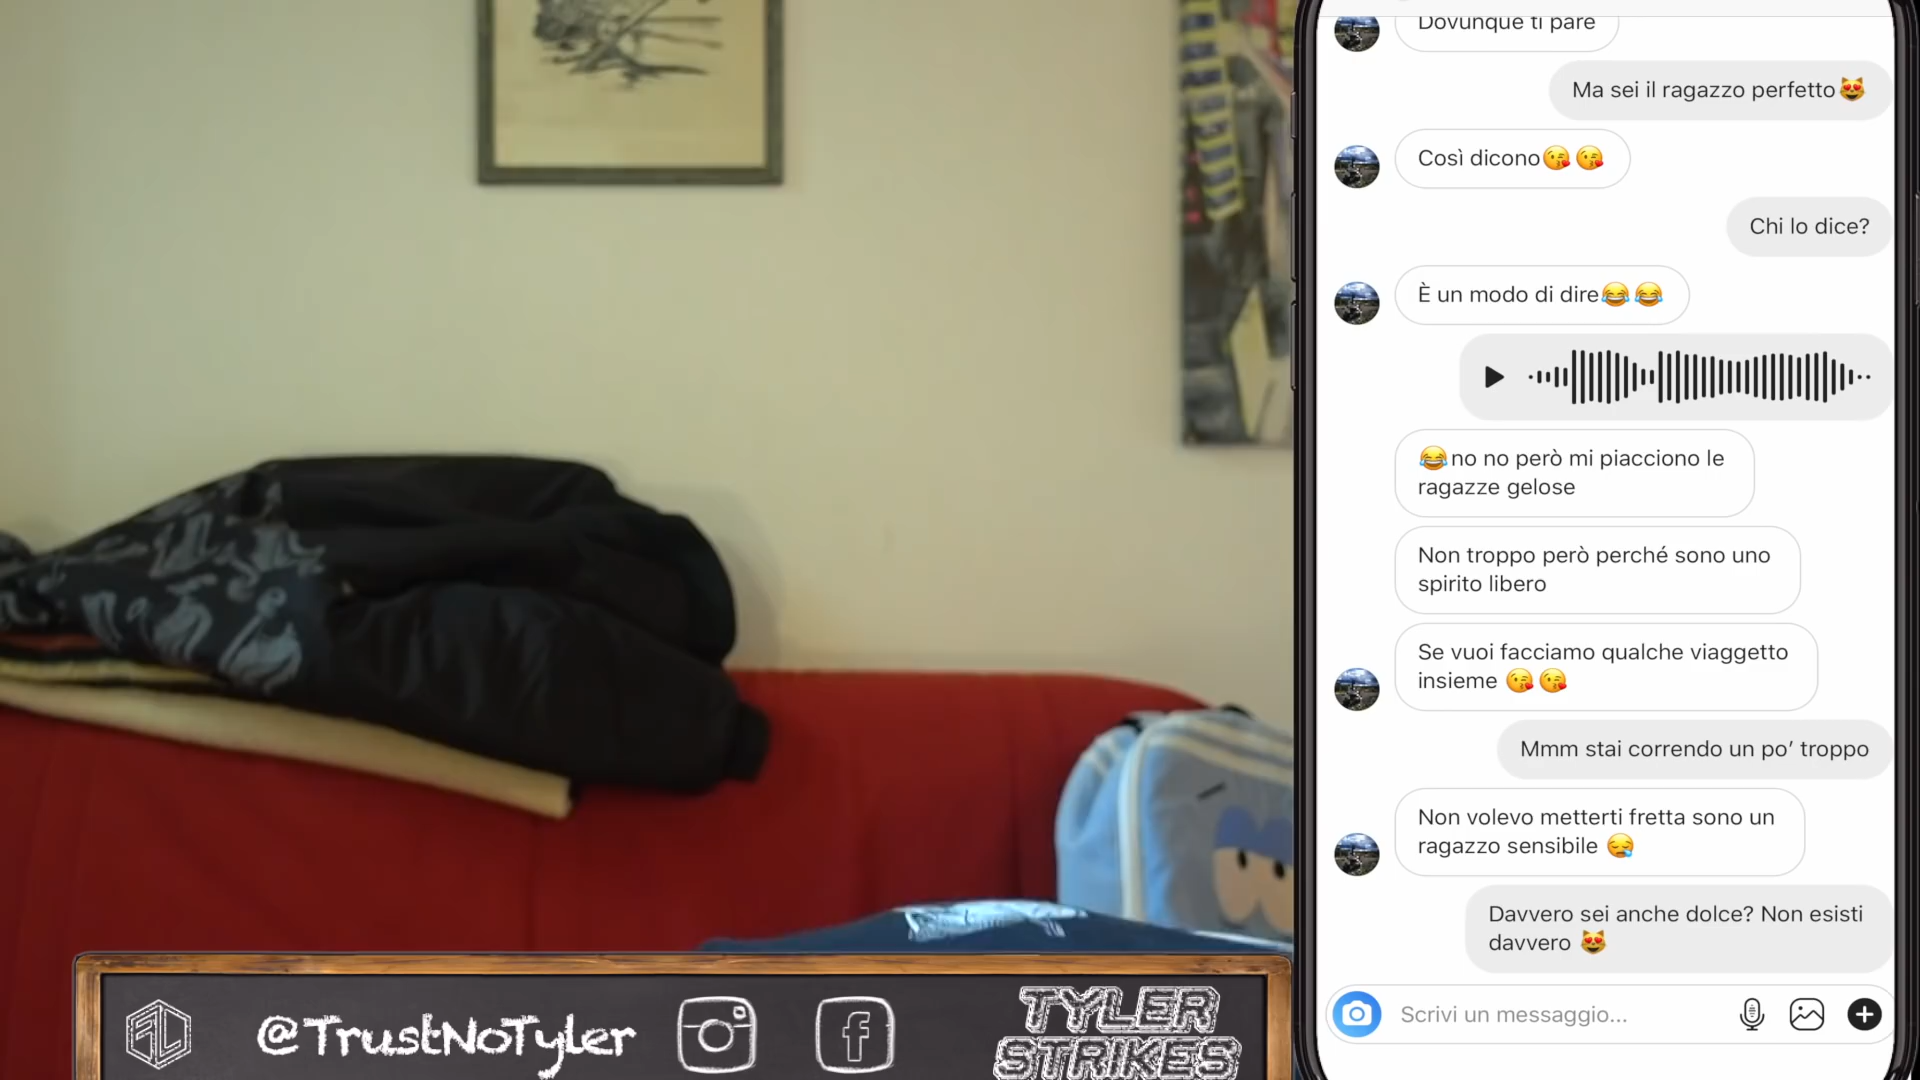 Dovunque ti pare
Ma sei il ragazzo perfetto😻
Così dicono😘😘
Chi lo dice?
È un modo di dire😂😂
😂no no però mi piacciono le
ragazze gelose
Non troppo però perché sono uno
spirito libero
Se vuoi facciamo qualche viaggetto
insieme 😘😘
Mmm stai correndo un po’ troppo
Non volevo metterti fretta sono un
ragazzo sensibile 😪
Davvero sei anche dolce? Non esisti
davvero 😻
Scrivi un messaggio...
@TrustNoTyler
TYLER
STRIKES